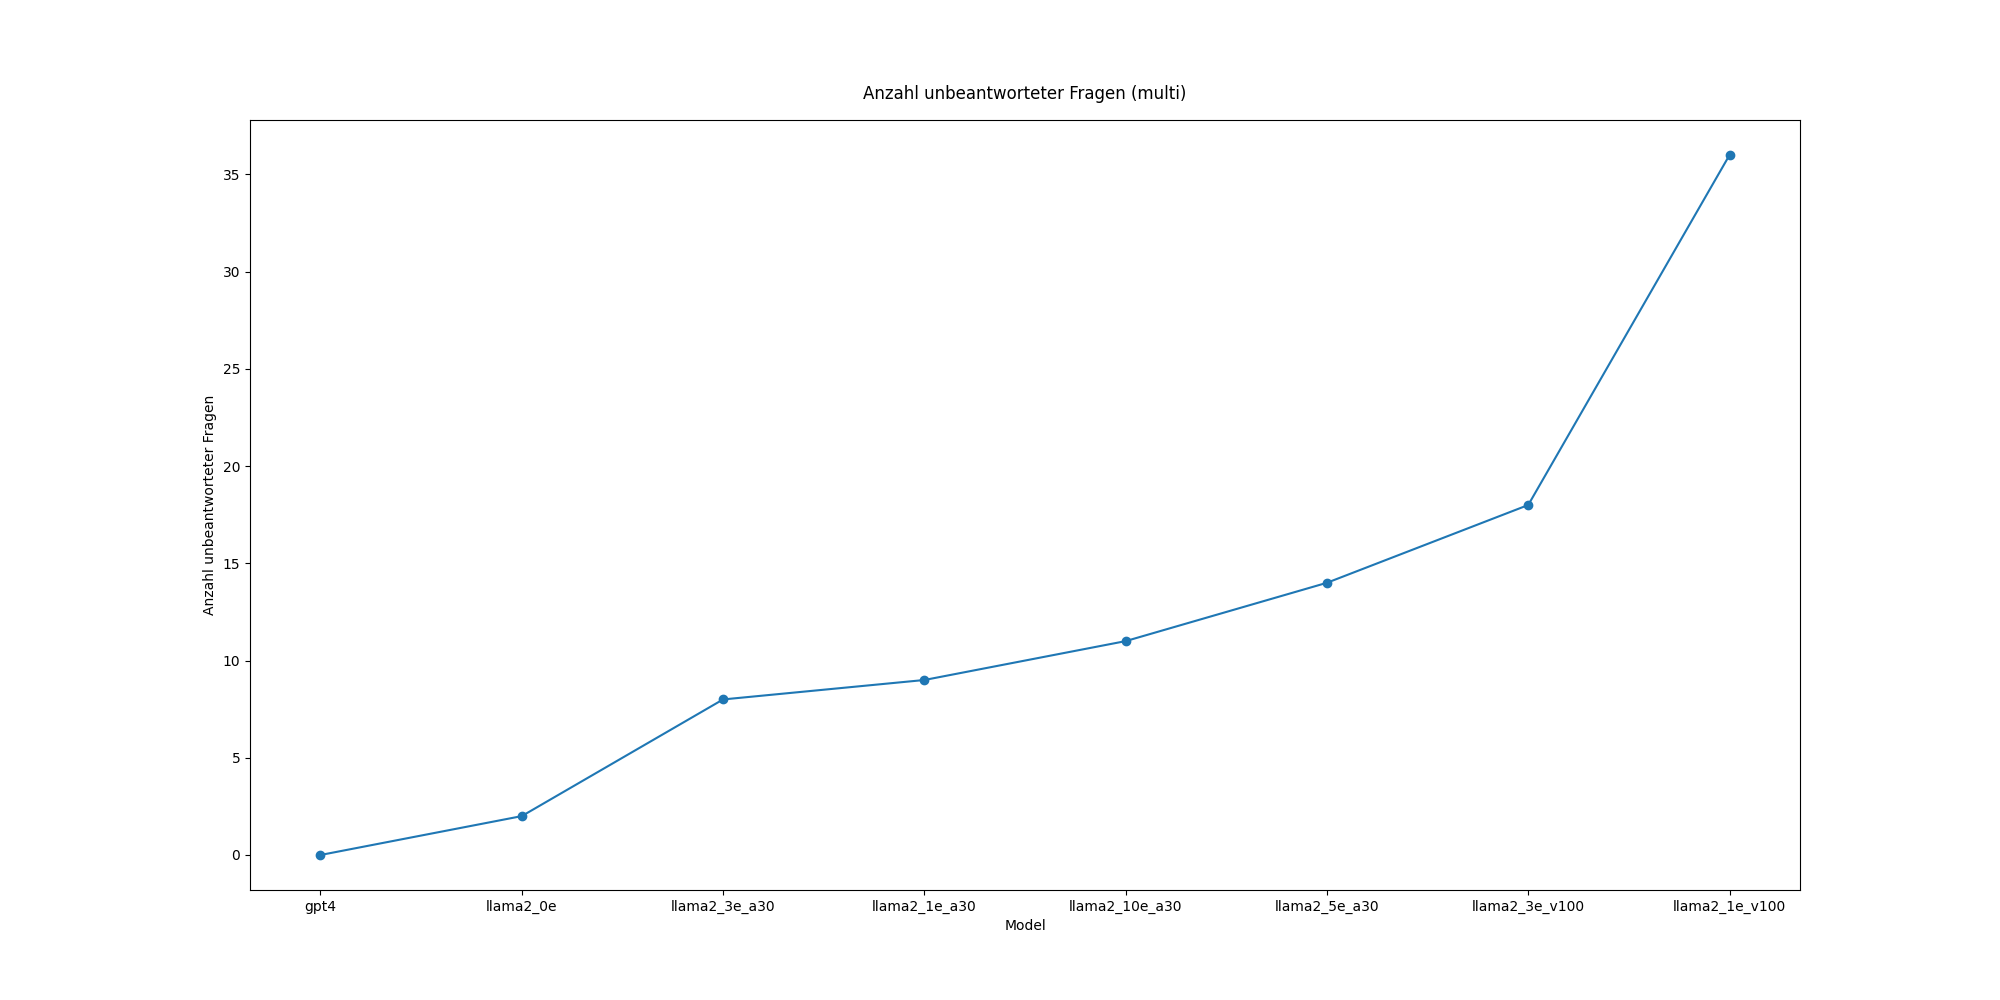 Anzahl unbeantworteter Fragen (multi)
Anzahl unbeantworteter Fragen
35
30
25
20
15
10
5
0
gpt4 llama2_0e llama2_3e_a30 llama2_1e_a30 llama2_10e_a30 llama2_5e_a30 llama2_3e_v100 llama2_1e_v100
Model